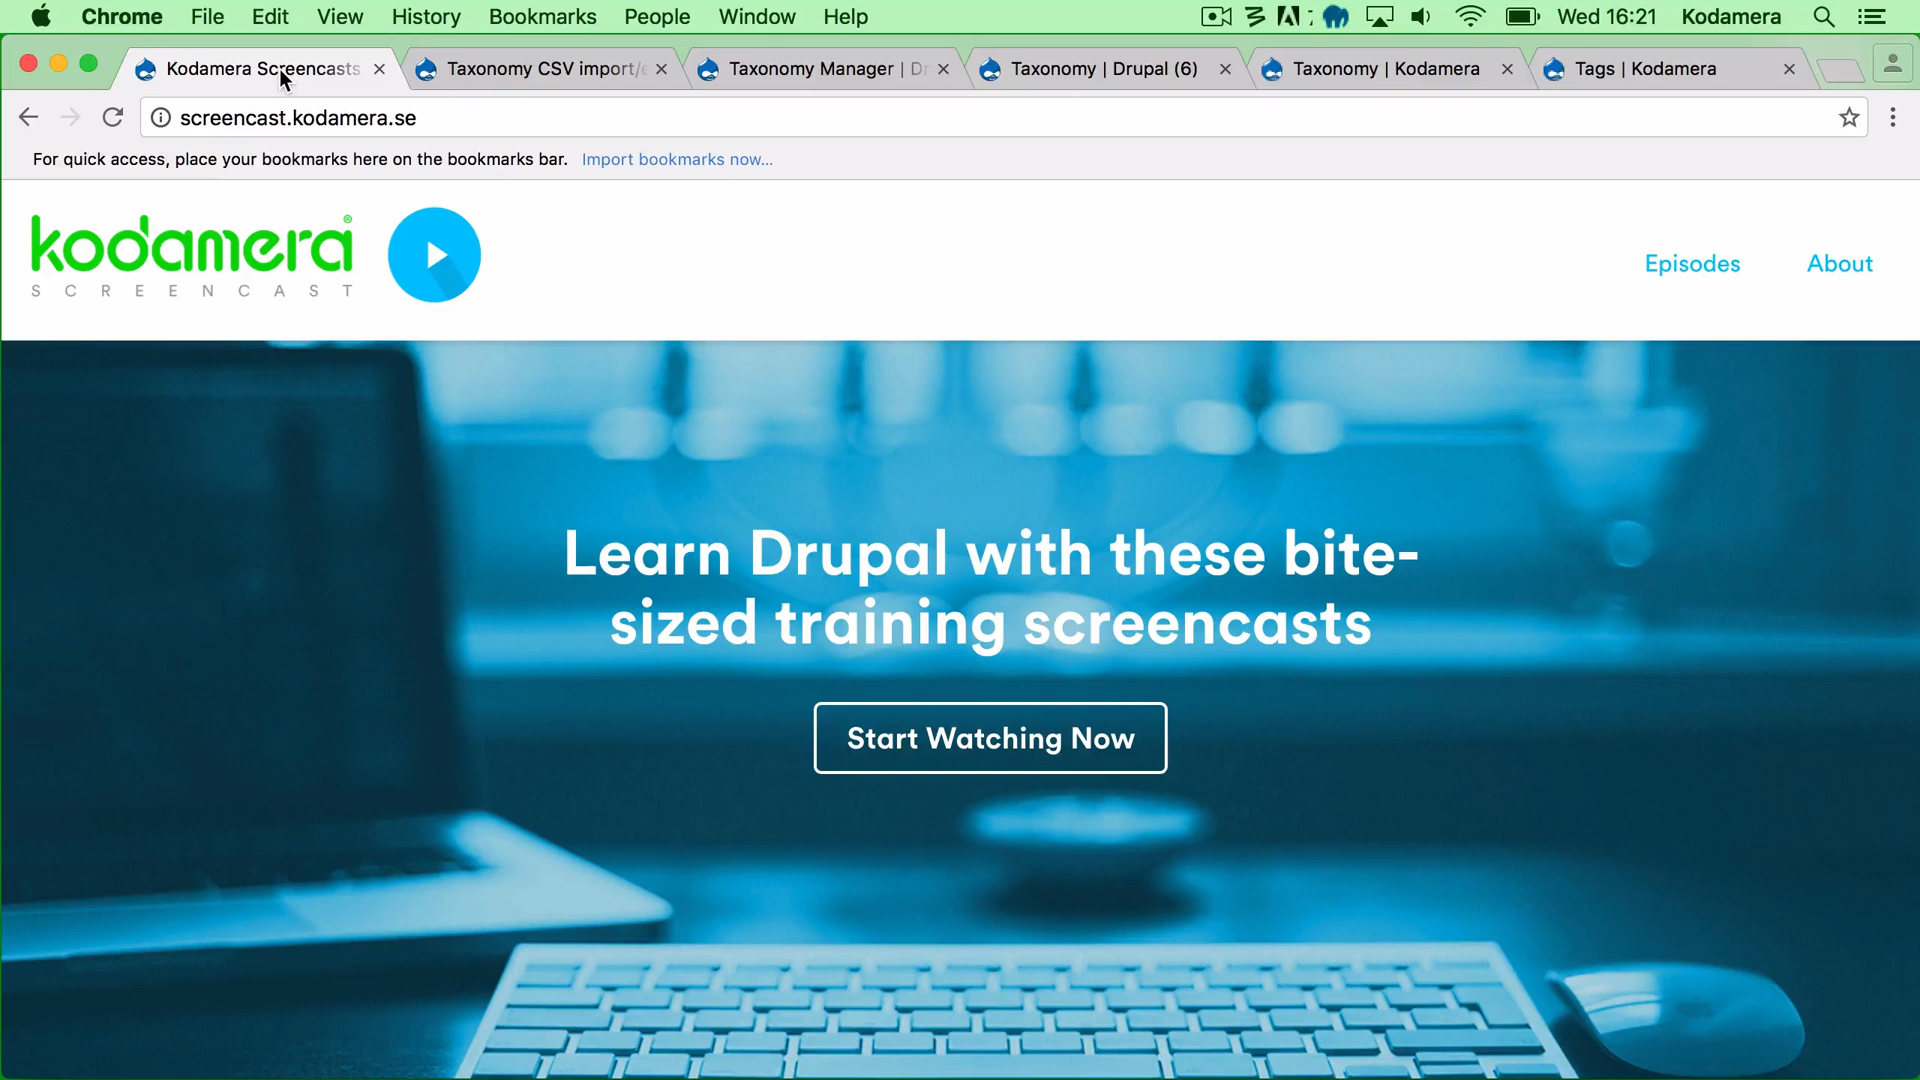 Chrome File Edit View History Bookmarks People Window Help Wed 16:21 Kodamera
Kodamera Screencasts Taxonomy CSV import/e Taxonomy Manager | Dr Taxonomy | Drupal (6) Taxonomy | Kodamera Tags | Kodamera
screencast.kodamera.se
For quick access, place your bookmarks here on the bookmarks bar. Import bookmarks now...
kodamera®
SCREENCAST
Episodes About
Learn Drupal with these bite-
sized training screencasts
Start Watching Now